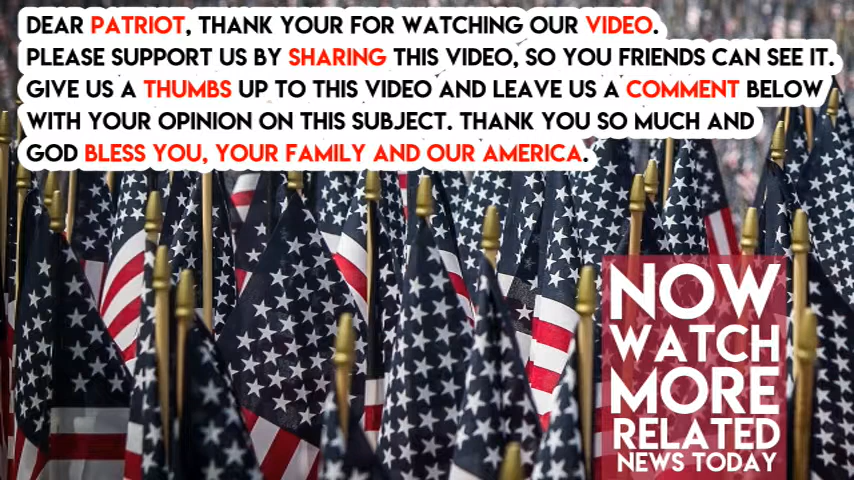 DEAR PATRIOT, THANK YOUR FOR WATCHING OUR VIDEO.
PLEASE SUPPORT US BY SHARING THIS VIDEO, SO YOU FRIENDS CAN SEE IT.
GIVE US A THUMBS UP TO THIS VIDEO AND LEAVE US A COMMENT BELOW
WITH YOUR OPINION ON THIS SUBJECT. THANK YOU SO MUCH AND
GOD BLESS YOU, YOUR FAMILY AND OUR AMERICA.
NOW
WATCH
MORE
RELATED
NEWS TODAY